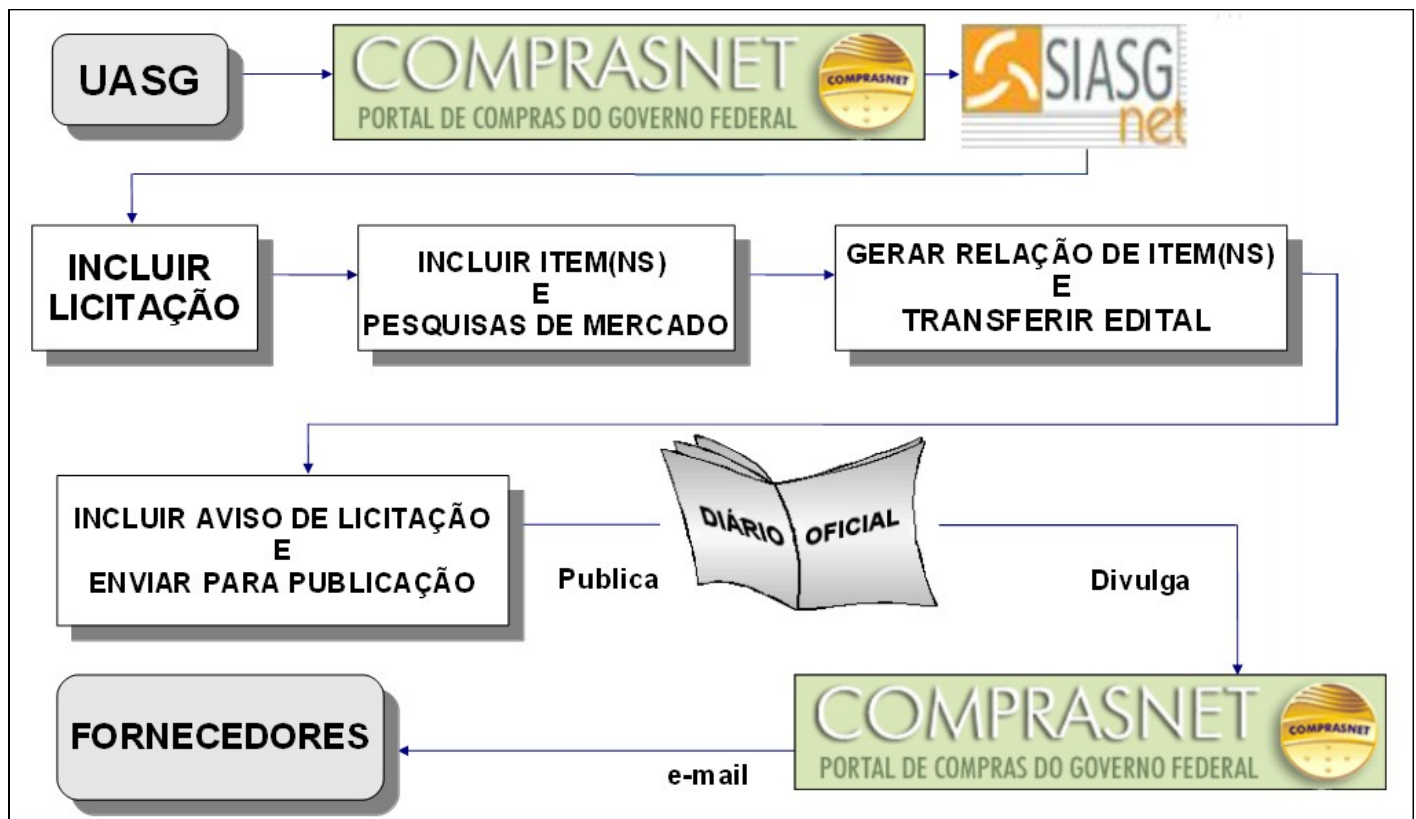 UASG
COMPRASNET
PORTAL DE COMPRAS DO GOVERNO FEDERAL
COMPRASNET
SIASG
net
INCLUIR
LICITAÇÃO
INCLUIR ITEM(NS)
E
PESQUISAS DE MERCADO
GERAR RELAÇÃO DE ITEM(NS)
E
TRANSFERIR EDITAL
INCLUIR AVISO DE LICITAÇÃO
E
ENVIAR PARA PUBLICAÇÃO
Publica
DIÁRIO OFICIAL
Divulga
FORNECEDORES
e-mail
COMPRASNET
PORTAL DE COMPRAS DO GOVERNO FEDERAL
COMPRASNET